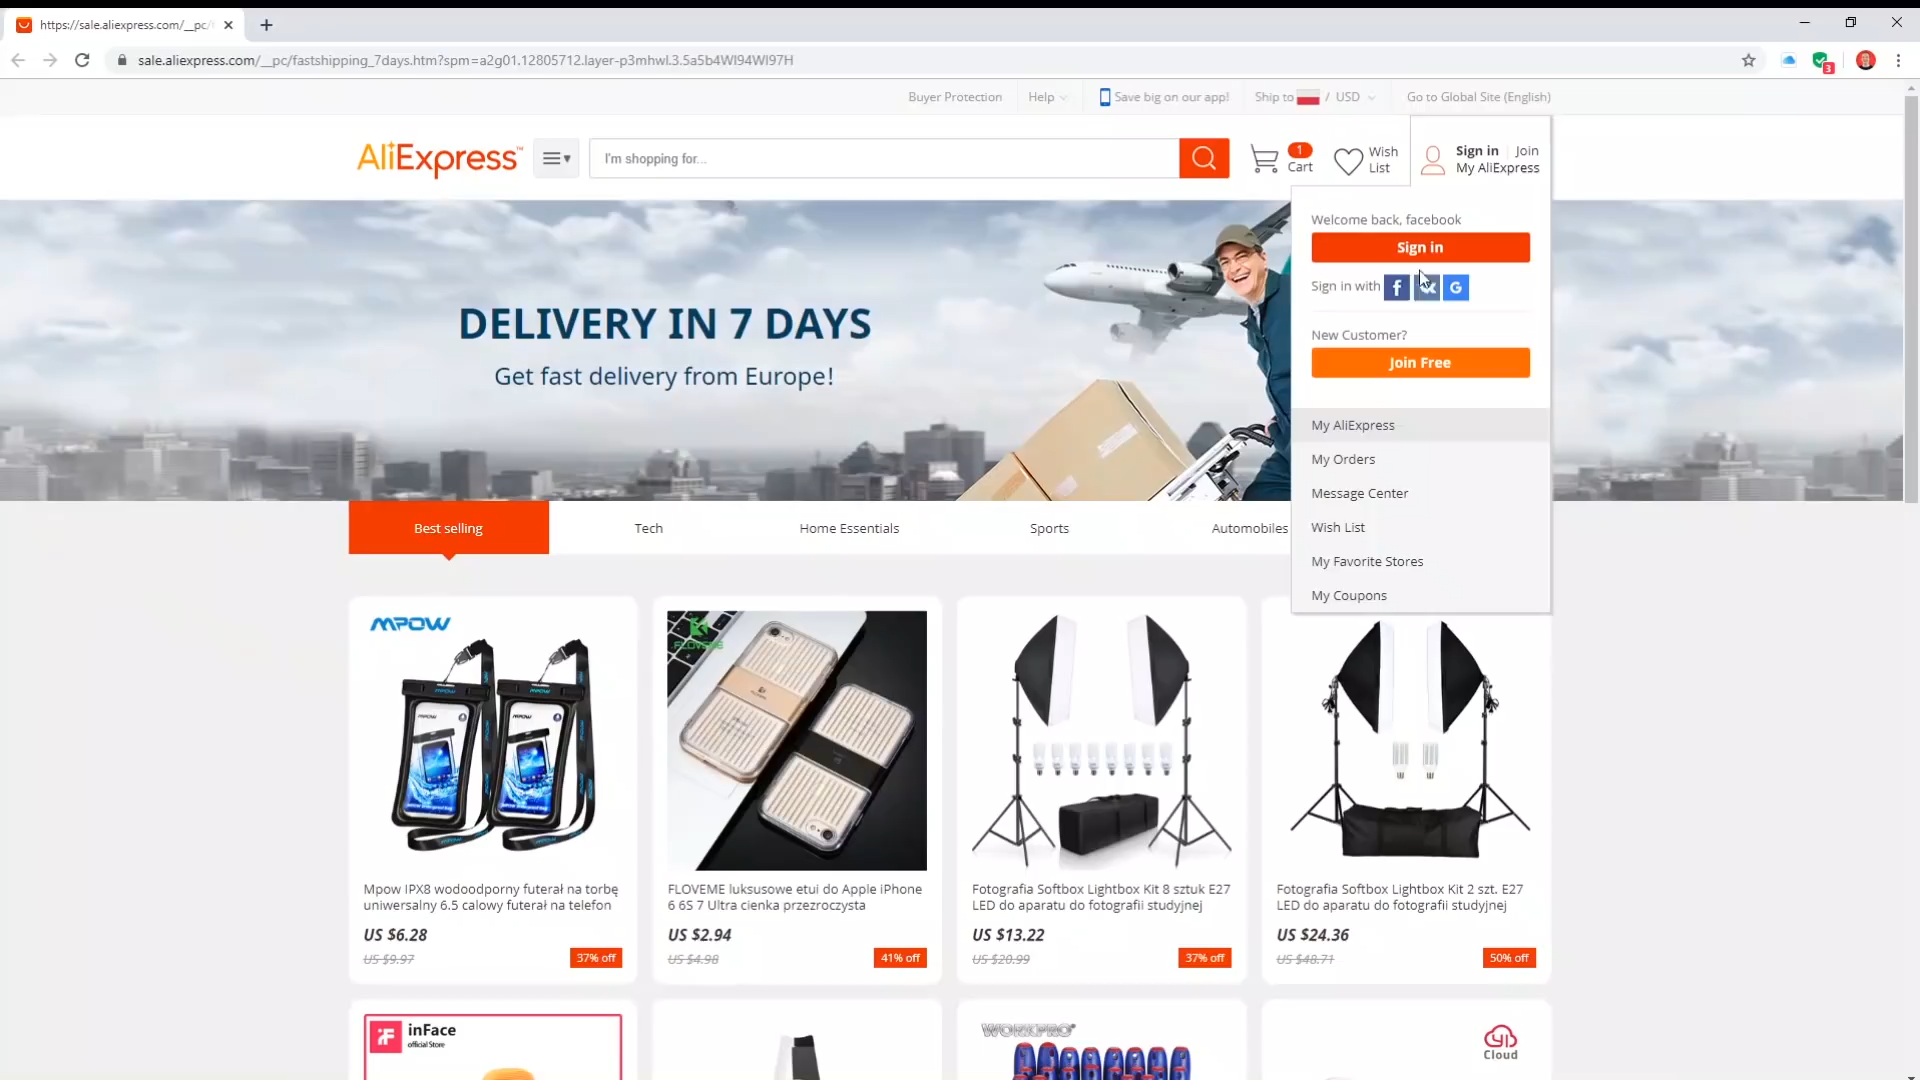 https://sale.aliexpress.com/__pc/f
sale.aliexpress.com/__pc/fastshipping_7days.htm?spm=a2g01.12805712.layer-p3mhwl.3.5a5b4WI94WI97H
3
Buyer Protection
Help
Save big on our app!
Ship to / USD
Go to Global Site (English)
AliExpress™
I'm shopping for...
1
Cart
Wish
List
Sign in Join
My AliExpress
Welcome back, facebook
Sign in
Sign in with f G
New Customer?
Join Free
My AliExpress
My Orders
Message Center
Wish List
My Favorite Stores
My Coupons
DELIVERY IN 7 DAYS
Get fast delivery from Europe!
Best selling
Tech
Home Essentials
Sports
Automobiles
MPOW
FLOVEME
Mpow IPX8 wodoodporny futerał na torbę
uniwersalny 6.5 calowy futerał na telefon
US $6.28
US $9.97
37% off
FLOVEME luksusowe etui do Apple iPhone
6 6S 7 Ultra cienka przezroczysta
US $2.94
US $4.98
41% off
Fotografia Softbox Lightbox Kit 8 sztuk E27
LED do aparatu do fotografii studyjnej
US $13.22
US $20.99
37% off
Fotografia Softbox Lightbox Kit 2 szt. E27
LED do aparatu do fotografii studyjnej
US $24.36
US $48.71
50% off
inFace
official Store
WORKPRO®
Cloud